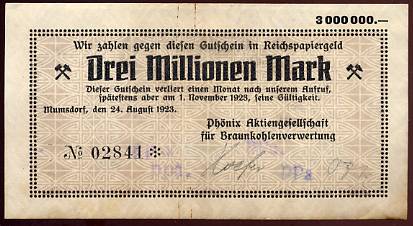 3 000 000.—
Wir zahlen gegen diesen Gutschein in Reichspapiergeld
Drei Millionen Mark
Dieser Gutschein verliert einen Monat nach unserem Aufruf,
spätestens aber am 1. November 1923, seine Gültigkeit.
Mumsdorf, den 24. August 1923.
Phönix Aktiengesellschaft
für Braunkohlenverwertung
№ 02841 ✻